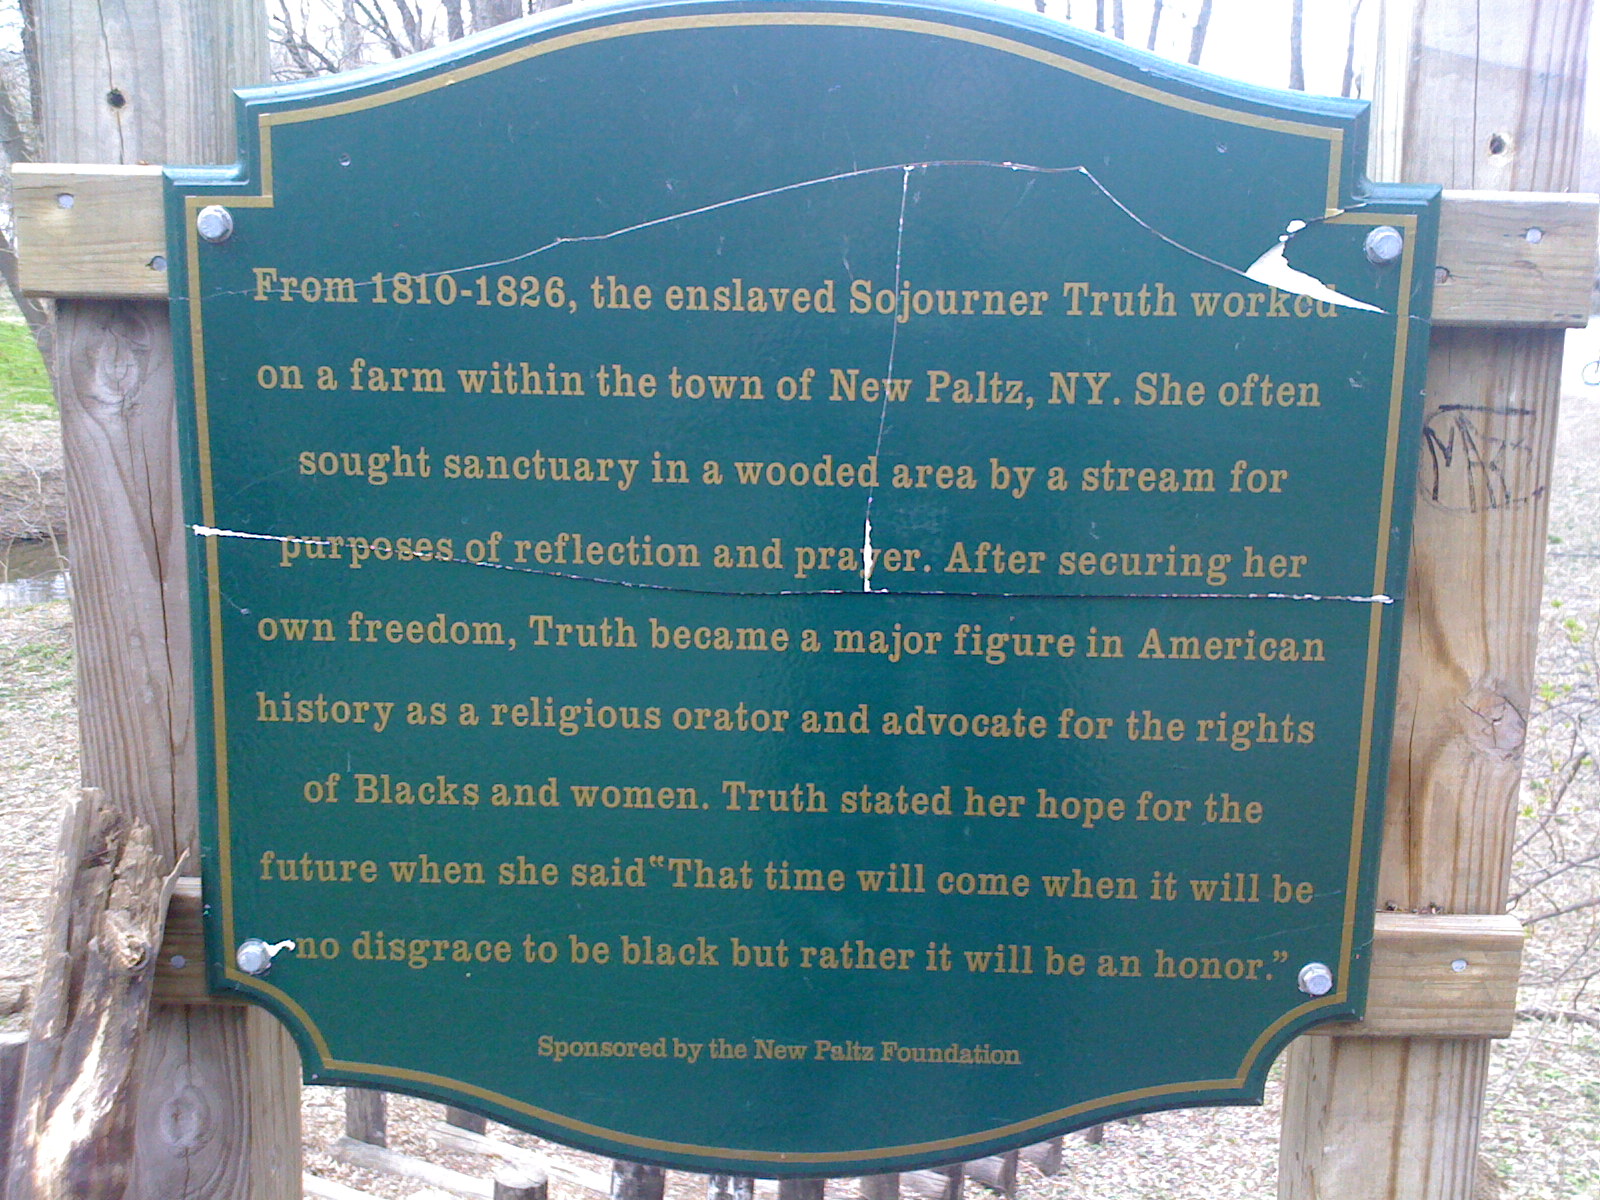 From 1810-1826, the enslaved Sojourner Truth worked
on a farm within the town of New Paltz, NY. She often
sought sanctuary in a wooded area by a stream for
purposes of reflection and prayer. After securing her
own freedom, Truth became a major figure in American
history as a religious orator and advocate for the rights
of Blacks and women. Truth stated her hope for the
future when she said “That time will come when it will be
no disgrace to be black but rather it will be an honor.”
Sponsored by the New Paltz Foundation